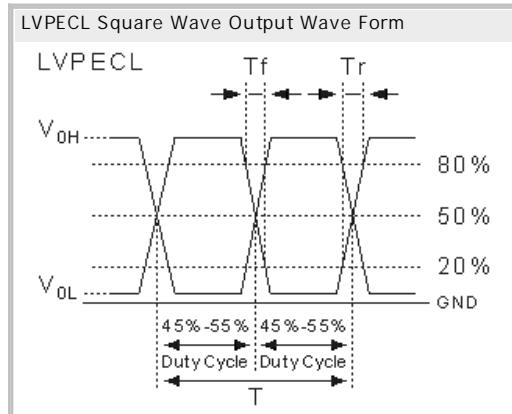 LVPECL Square Wave Output Wave Form
LVPECL
Tf Tr
V0H
80%
50%
20%
V0L
GND
45%-55% 45%-55%
Duty Cycle Duty Cycle
T